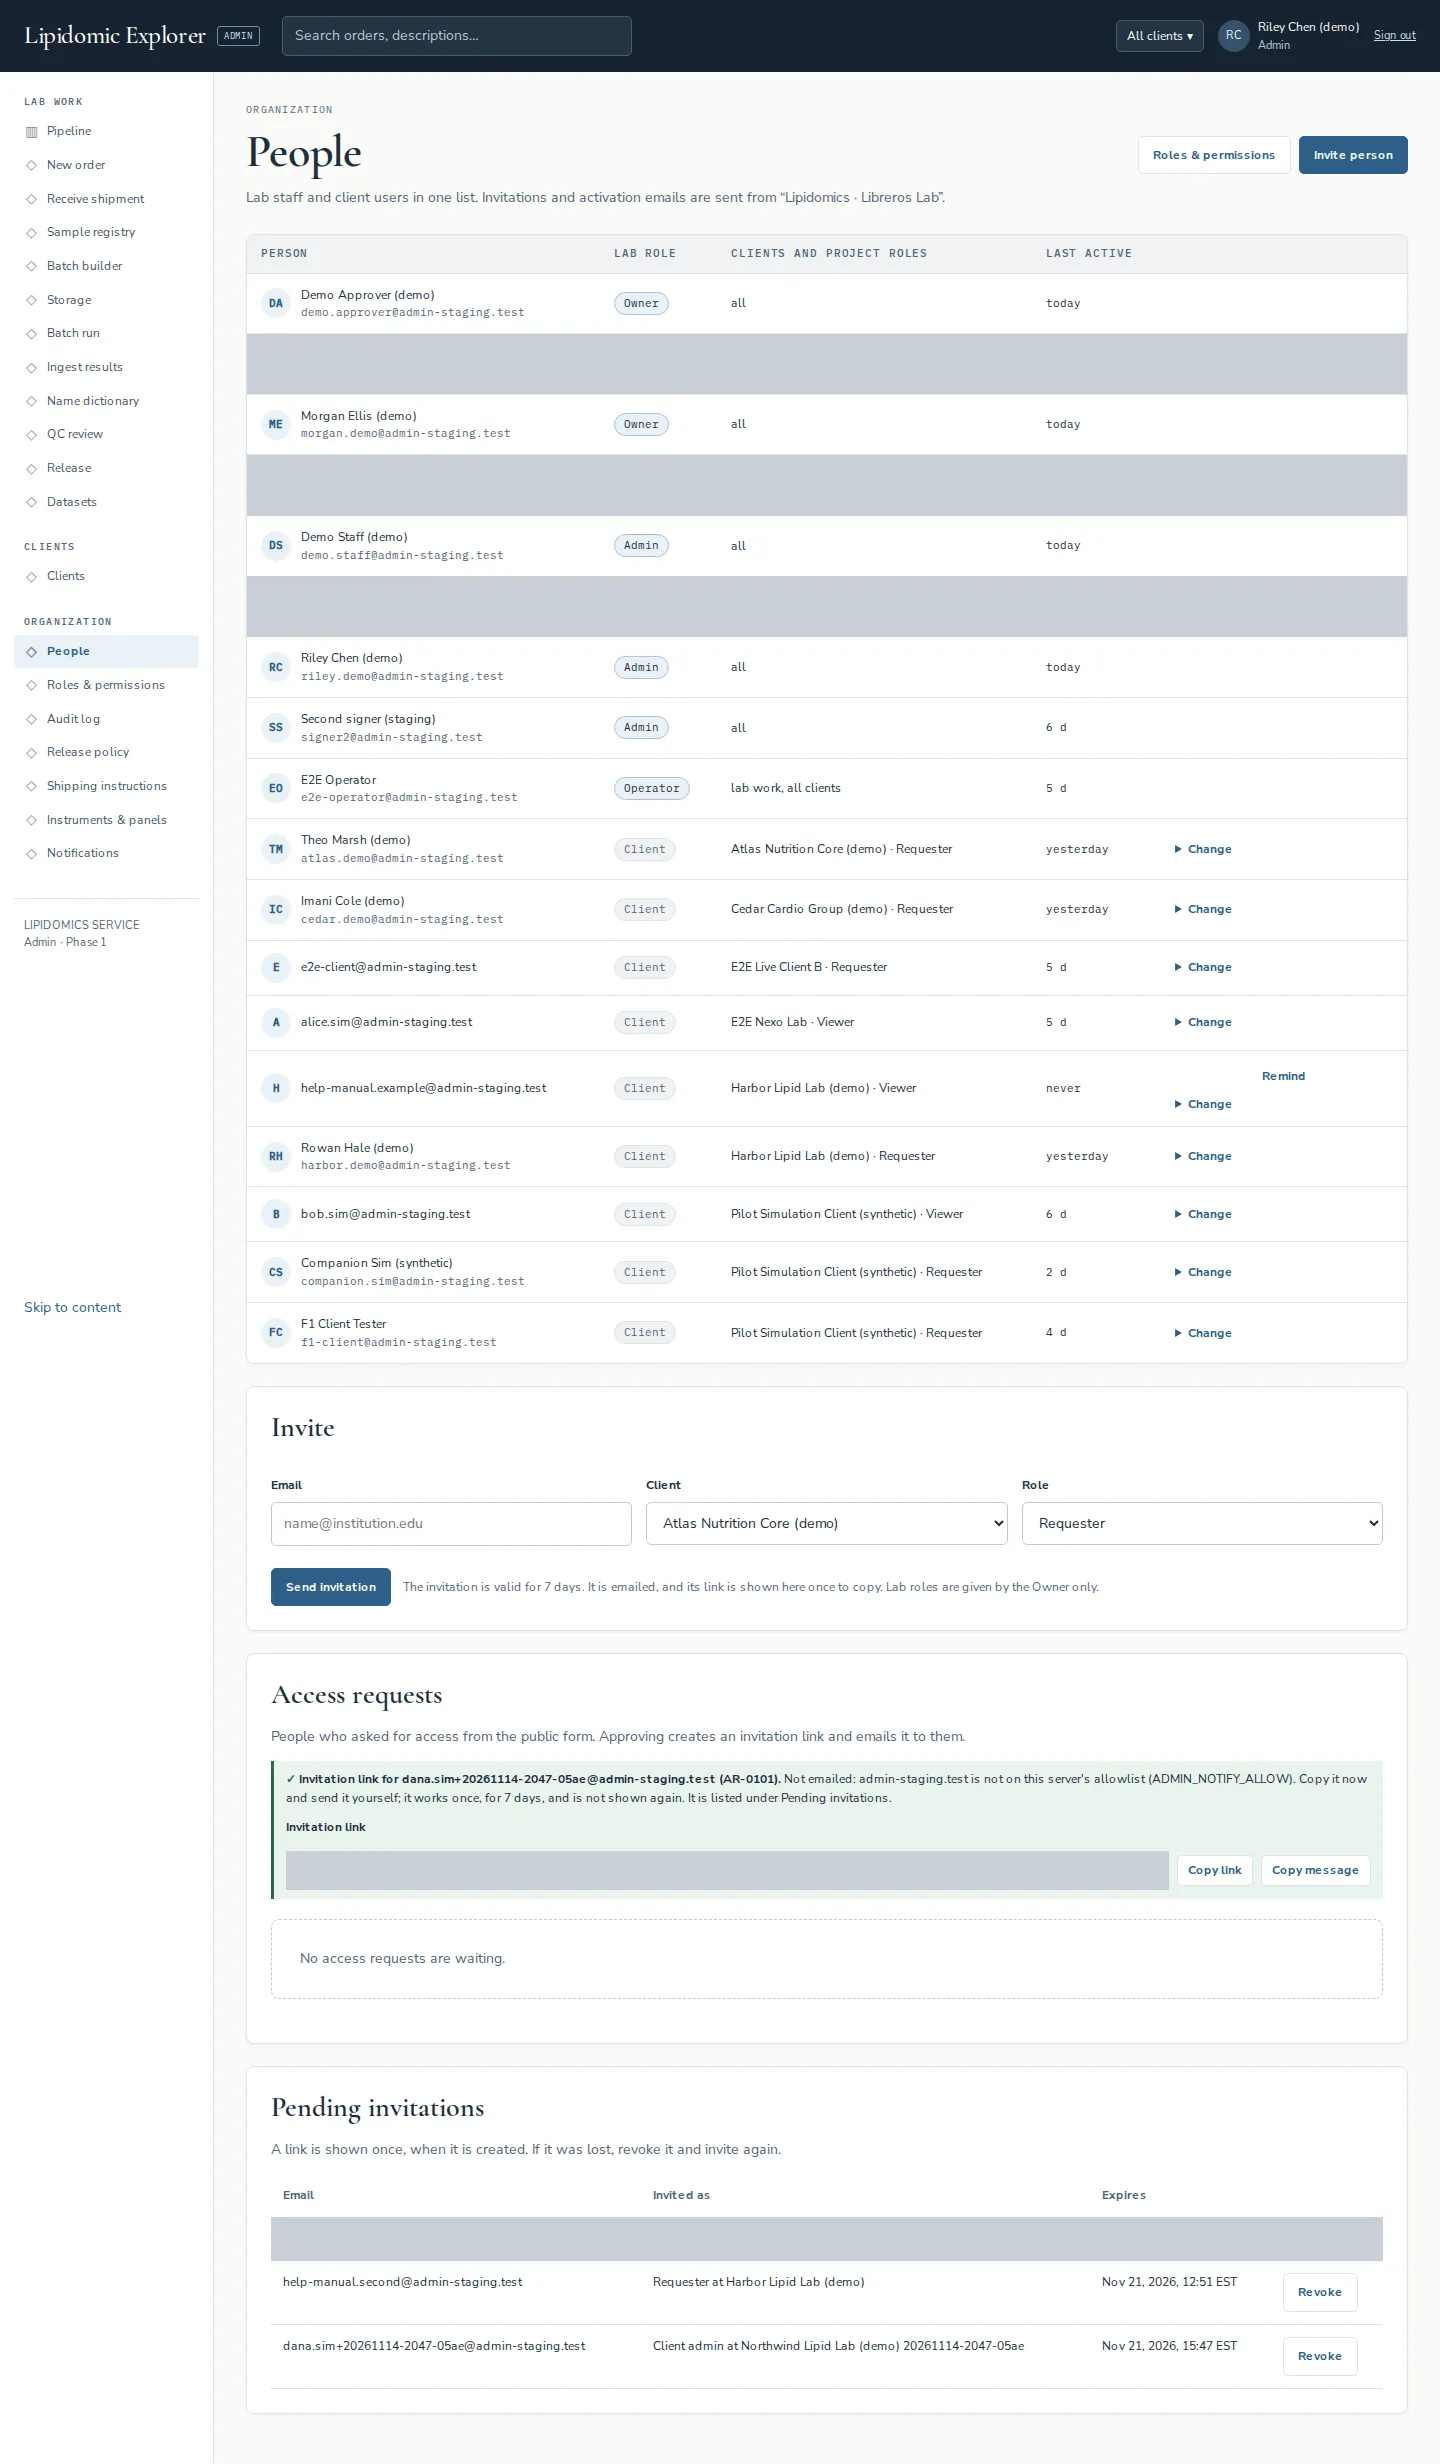 Lipidomic Explorer
ADMIN
Search orders, descriptions...
All clients ▾
RC
Riley Chen (demo)
Admin
Sign out
LAB WORK
Pipeline
New order
Receive shipment
Sample registry
Batch builder
Storage
Batch run
Ingest results
Name dictionary
QC review
Release
Datasets
CLIENTS
Clients
ORGANIZATION
People
Roles & permissions
Audit log
Release policy
Shipping instructions
Instruments & panels
Notifications
LIPIDOMICS SERVICE
Admin · Phase 1
Skip to content
ORGANIZATION
People
Roles & permissions
Invite person
Lab staff and client users in one list. Invitations and activation emails are sent from “Lipidomics · Libreros Lab”.
PERSON LAB ROLE CLIENTS AND PROJECT ROLES LAST ACTIVE
DA Demo Approver (demo)
demo.approver@admin-staging.test
Owner all today
ME Morgan Ellis (demo)
morgan.demo@admin-staging.test
Owner all today
DS Demo Staff (demo)
demo.staff@admin-staging.test
Admin all today
RC Riley Chen (demo)
riley.demo@admin-staging.test
Admin all today
SS Second signer (staging)
signer2@admin-staging.test
Admin all 6 d
EO E2E Operator
e2e-operator@admin-staging.test
Operator lab work, all clients 5 d
TM Theo Marsh (demo)
atlas.demo@admin-staging.test
Client Atlas Nutrition Core (demo) · Requester yesterday ▶ Change
IC Imani Cole (demo)
cedar.demo@admin-staging.test
Client Cedar Cardio Group (demo) · Requester yesterday ▶ Change
E e2e-client@admin-staging.test Client E2E Live Client B · Requester 5 d ▶ Change
A alice.sim@admin-staging.test Client E2E Nexo Lab · Viewer 5 d ▶ Change
H help-manual.example@admin-staging.test Client Harbor Lipid Lab (demo) · Viewer never Remind
▶ Change
RH Rowan Hale (demo)
harbor.demo@admin-staging.test
Client Harbor Lipid Lab (demo) · Requester yesterday ▶ Change
B bob.sim@admin-staging.test Client Pilot Simulation Client (synthetic) · Viewer 6 d ▶ Change
CS Companion Sim (synthetic)
companion.sim@admin-staging.test
Client Pilot Simulation Client (synthetic) · Requester 2 d ▶ Change
FC F1 Client Tester
f1-client@admin-staging.test
Client Pilot Simulation Client (synthetic) · Requester 4 d ▶ Change
Invite
Email Client Role
name@institution.edu Atlas Nutrition Core (demo) Requester
Send invitation The invitation is valid for 7 days. It is emailed, and its link is shown here once to copy. Lab roles are given by the Owner only.
Access requests
People who asked for access from the public form. Approving creates an invitation link and emails it to them.
✓ Invitation link for dana.sim+20261114-2047-05ae@admin-staging.test (AR-0101). Not emailed: admin-staging.test is not on this server's allowlist (ADMIN_NOTIFY_ALLOW). Copy it now
and send it yourself; it works once, for 7 days, and is not shown again. It is listed under Pending invitations.
Invitation link
Copy link Copy message
No access requests are waiting.
Pending invitations
A link is shown once, when it is created. If it was lost, revoke it and invite again.
Email Invited as Expires
help-manual.second@admin-staging.test Requester at Harbor Lipid Lab (demo) Nov 21, 2026, 12:51 EST Revoke
dana.sim+20261114-2047-05ae@admin-staging.test Client admin at Northwind Lipid Lab (demo) 20261114-2047-05ae Nov 21, 2026, 15:47 EST Revoke